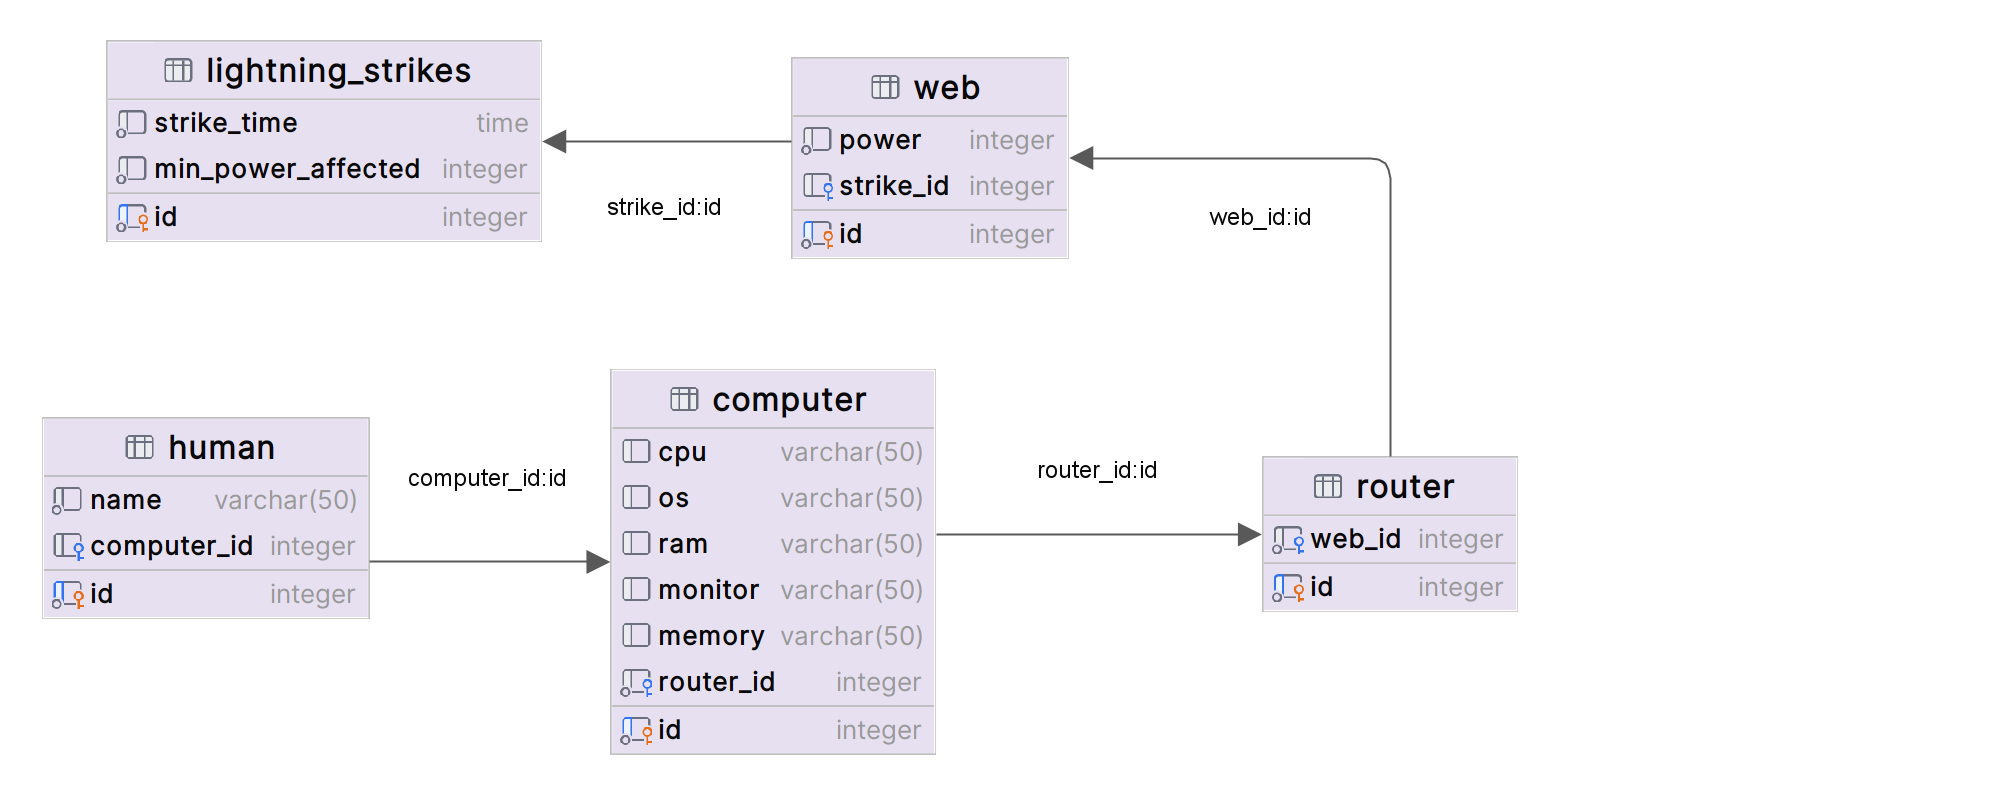 lightning_strikes
strike_time time
min_power_affected integer
id integer
strike_id:id
web
power integer
strike_id integer
id integer
web_id:id
human
name varchar(50)
computer_id integer
id integer
computer_id:id
computer
cpu varchar(50)
os varchar(50)
ram varchar(50)
monitor varchar(50)
memory varchar(50)
router_id integer
id integer
router_id:id
router
web_id integer
id integer